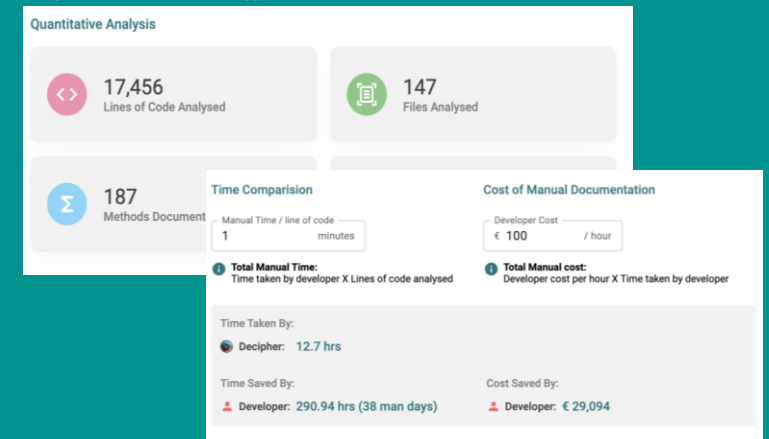 Quantitative Analysis
17,456
Lines of Code Analysed
147
Files Analysed
187
Methods Document
Time Comparision
Manual Time / line of code
1 minutes
Total Manual Time:
Time taken by developer X Lines of code analysed
Cost of Manual Documentation
Developer Cost
€ 100 / hour
Total Manual cost:
Developer cost per hour X Time taken by developer
Time Taken By:
Decipher: 12.7 hrs
Time Saved By:
Developer: 290.94 hrs (38 man days)
Cost Saved By:
Developer: € 29,094